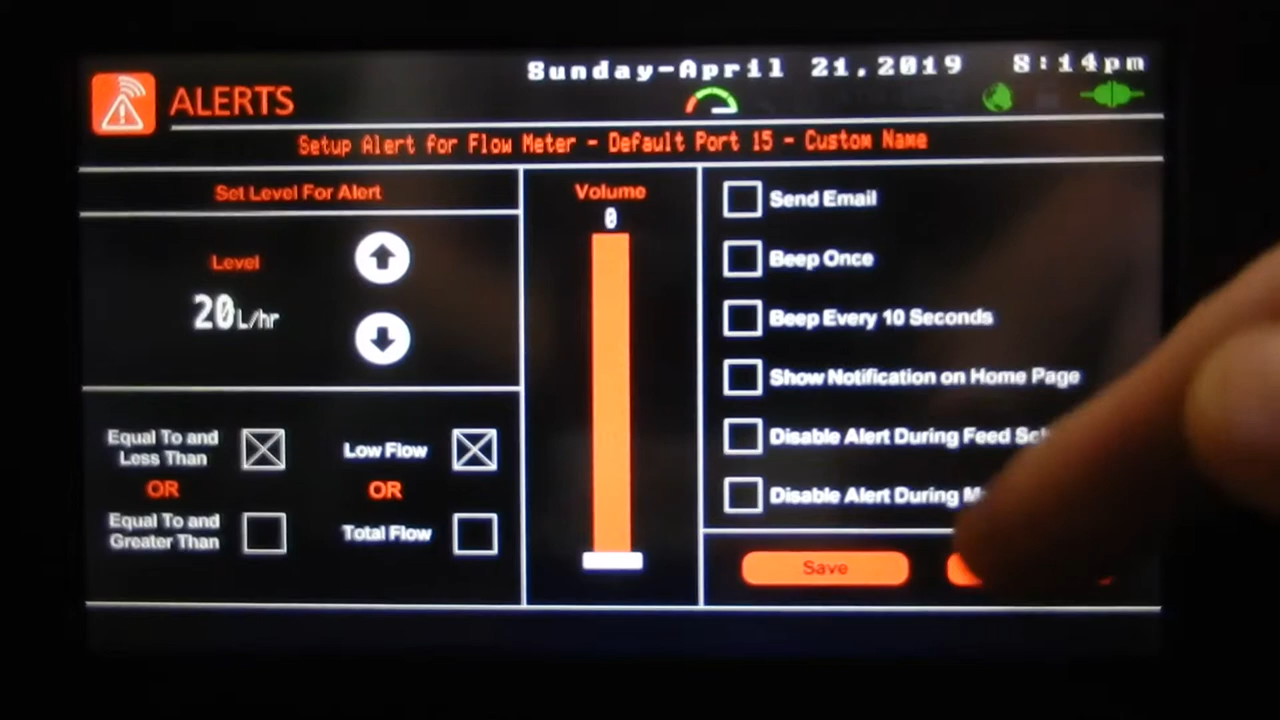 Sunday-April 21,2019 8:14pm
ALERTS
Setup Alert for Flow Meter - Default Port 15 - Custom Name
Set Level For Alert
Level
20L/hr
Equal To and
Less Than
OR
Equal To and
Greater Than
Low Flow
OR
Total Flow
Volume
0
Send Email
Beep Once
Beep Every 10 Seconds
Show Notification on Home Page
Disable Alert During Feed
Disable Alert During
Save